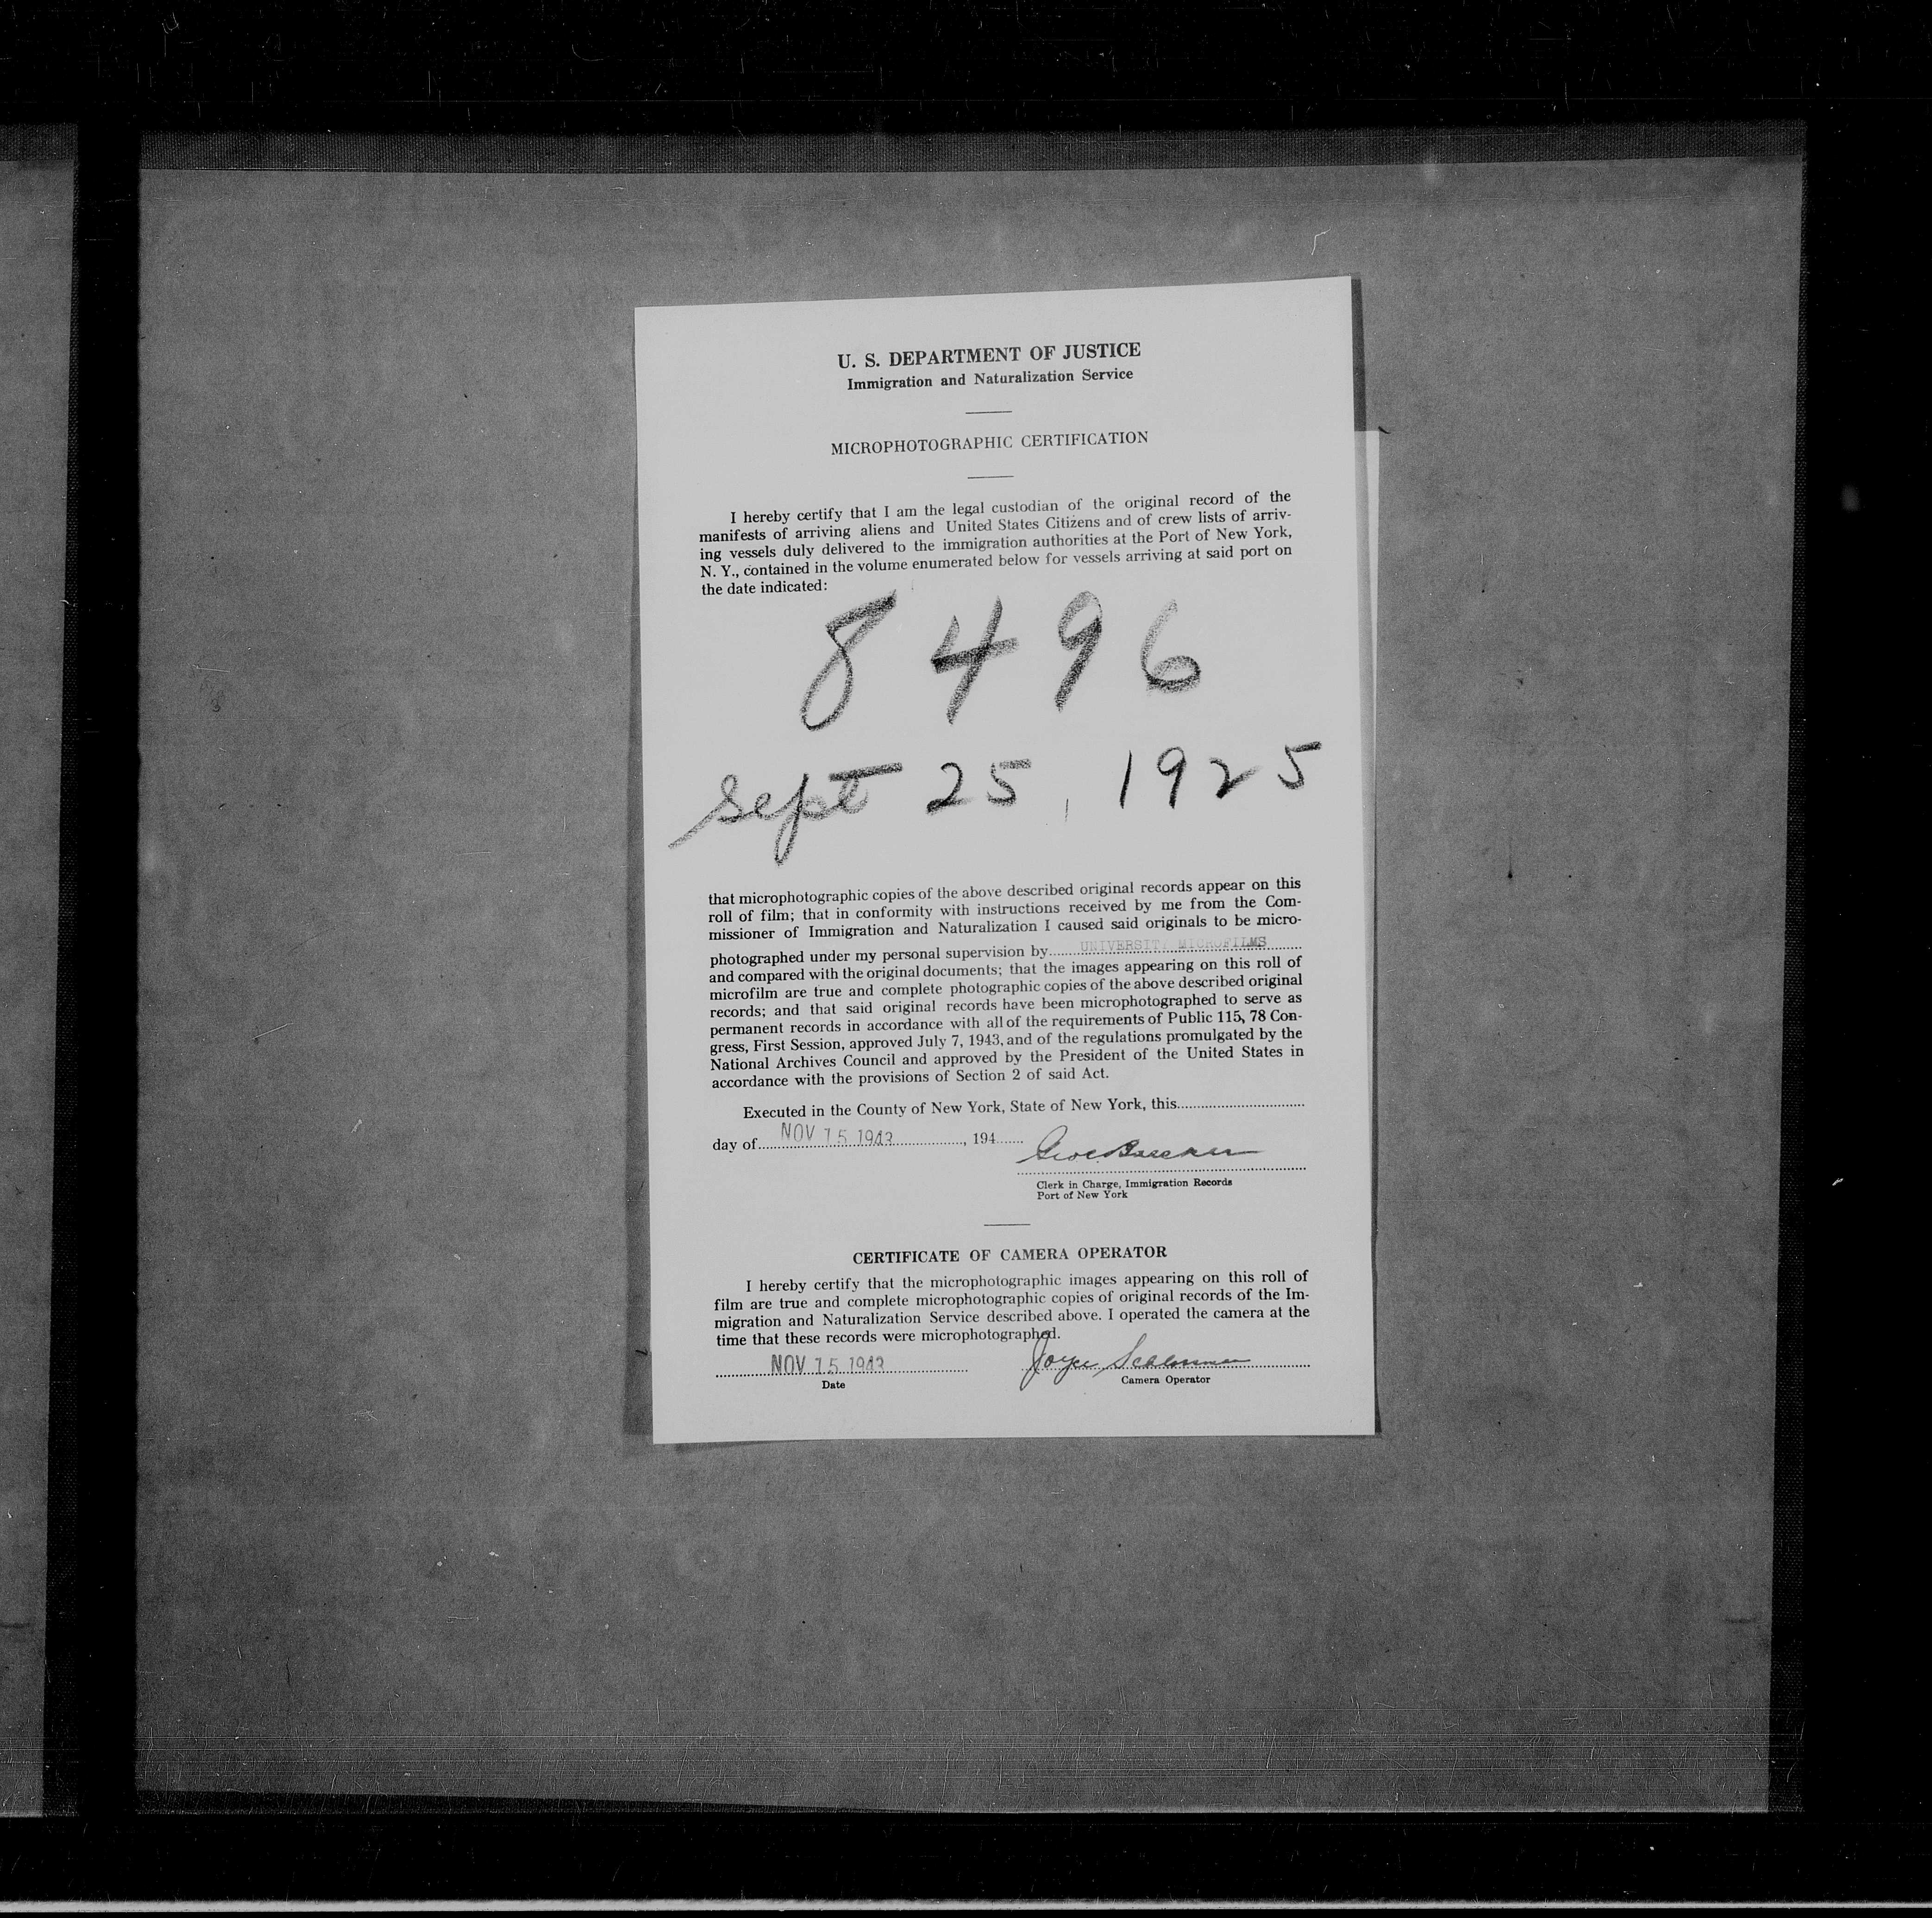 U. S. DEPARTMENT OF JUSTICE
Immigration and Naturalization Service
MICROPHOTOGRAPHIC CERTIFICATION
I hereby certify that I am the legal custodian of the original record of the
manifests of arriving aliens and United States Citizens and of crew lists of arriv-
ing vessels duly delivered to the immigration authorities at the Port of New York,
N. Y., contained in the volume enumerated below for vessels arriving at said port on
the date indicated:
8496
Sept 25, 1925
that microphotographic copies of the above described original records appear on this
roll of film; that in conformity with instructions received by me from the Com-
missioner of Immigration and Naturalization I caused said originals to be micro-
photographed under my personal supervision by UNIVERSITY MICROFILMS
and compared with the original documents; that the images appearing on this roll of
microfilm are true and complete photographic copies of the above described original
records; and that said original records have been microphotographed to serve as
permanent records in accordance with all of the requirements of Public 115, 78 Con-
gress, First Session, approved July 7, 1943, and of the regulations promulgated by the
National Archives Council and approved by the President of the United States in
accordance with the provisions of Section 2 of said Act.
Executed in the County of New York, State of New York, this
day of NOV 15 1943, 194
Clerk in Charge, Immigration Records
Port of New York
CERTIFICATE OF CAMERA OPERATOR
I hereby certify that the microphotographic images appearing on this roll of
film are true and complete microphotographic copies of original records of the Im-
migration and Naturalization Service described above. I operated the camera at the
time that these records were microphotographed.
NOV 15 1943 Joyce
Date Camera Operator